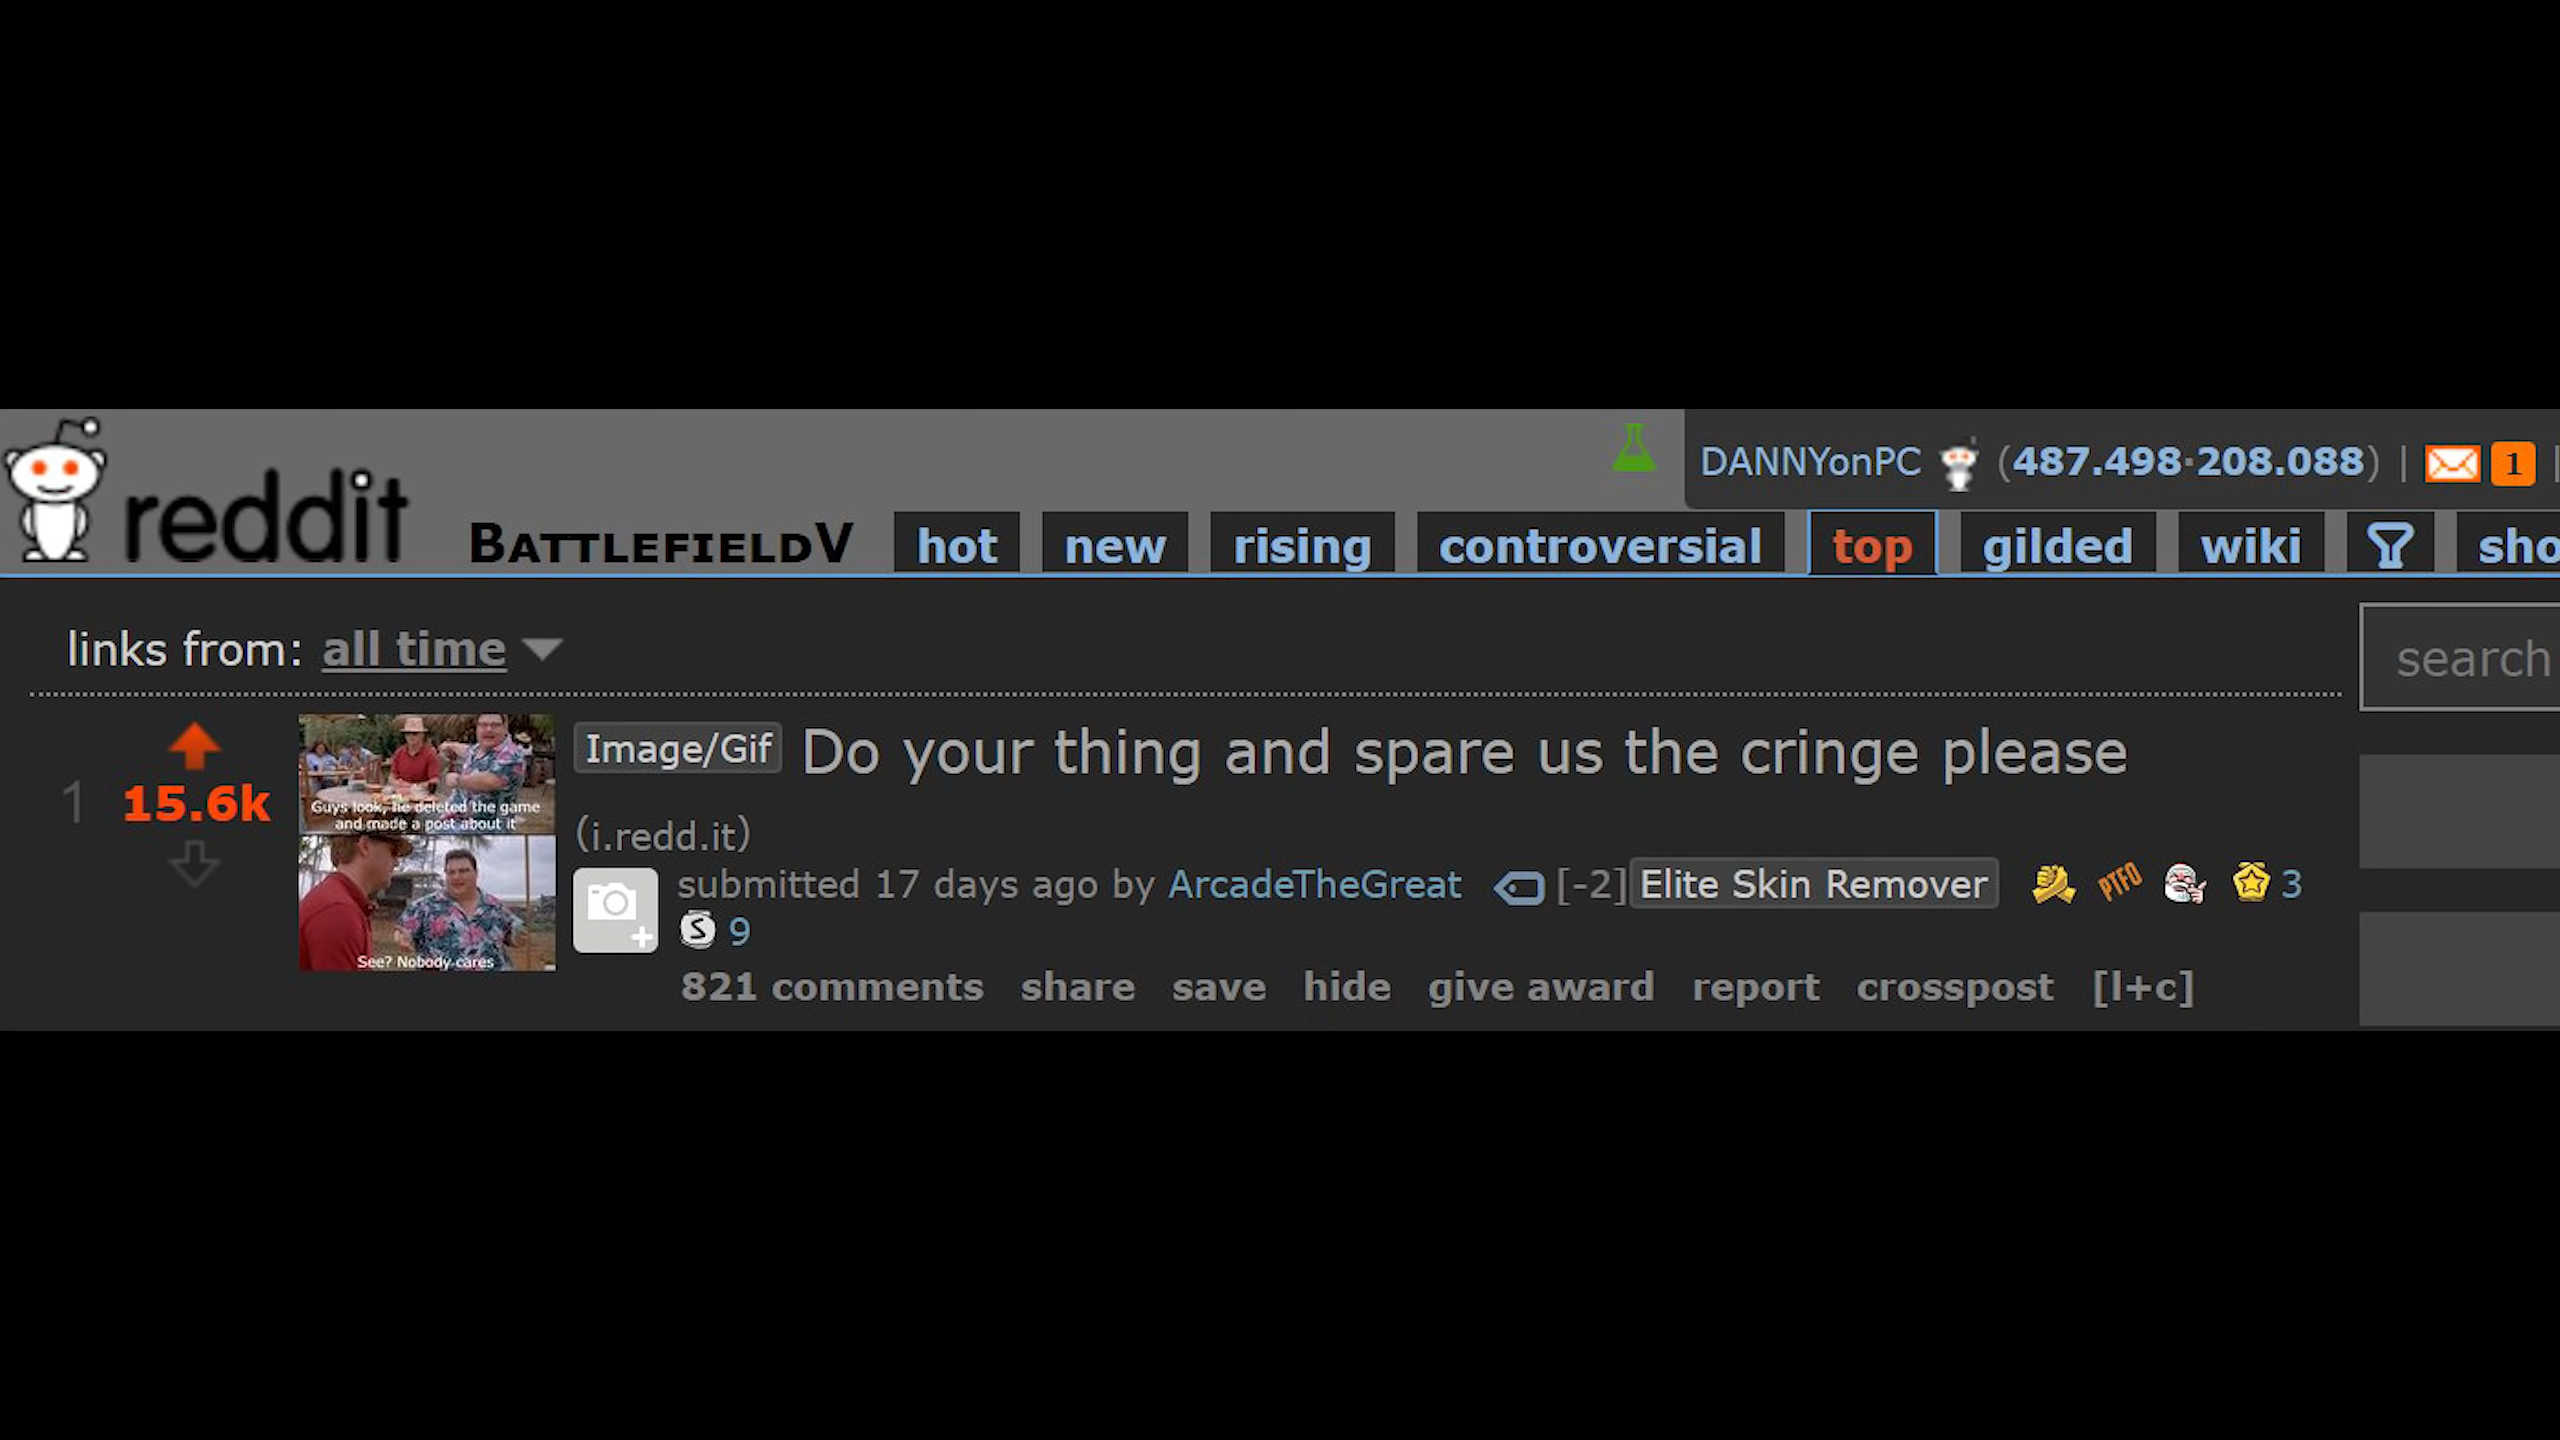 reddit BATTLEFIELDV hot new rising controversial top gilded wiki sho
DANNYonPC (487.498·208.088) | 1 |
links from: all time
search
1
15.6k
Guys look, he deleted the game
and made a post about it
See? Nobody cares
Image/Gif Do your thing and spare us the cringe please
(i.redd.it)
submitted 17 days ago by ArcadeTheGreat [-2] Elite Skin Remover PTFO 3
S 9
821 comments share save hide give award report crosspost [l+c]